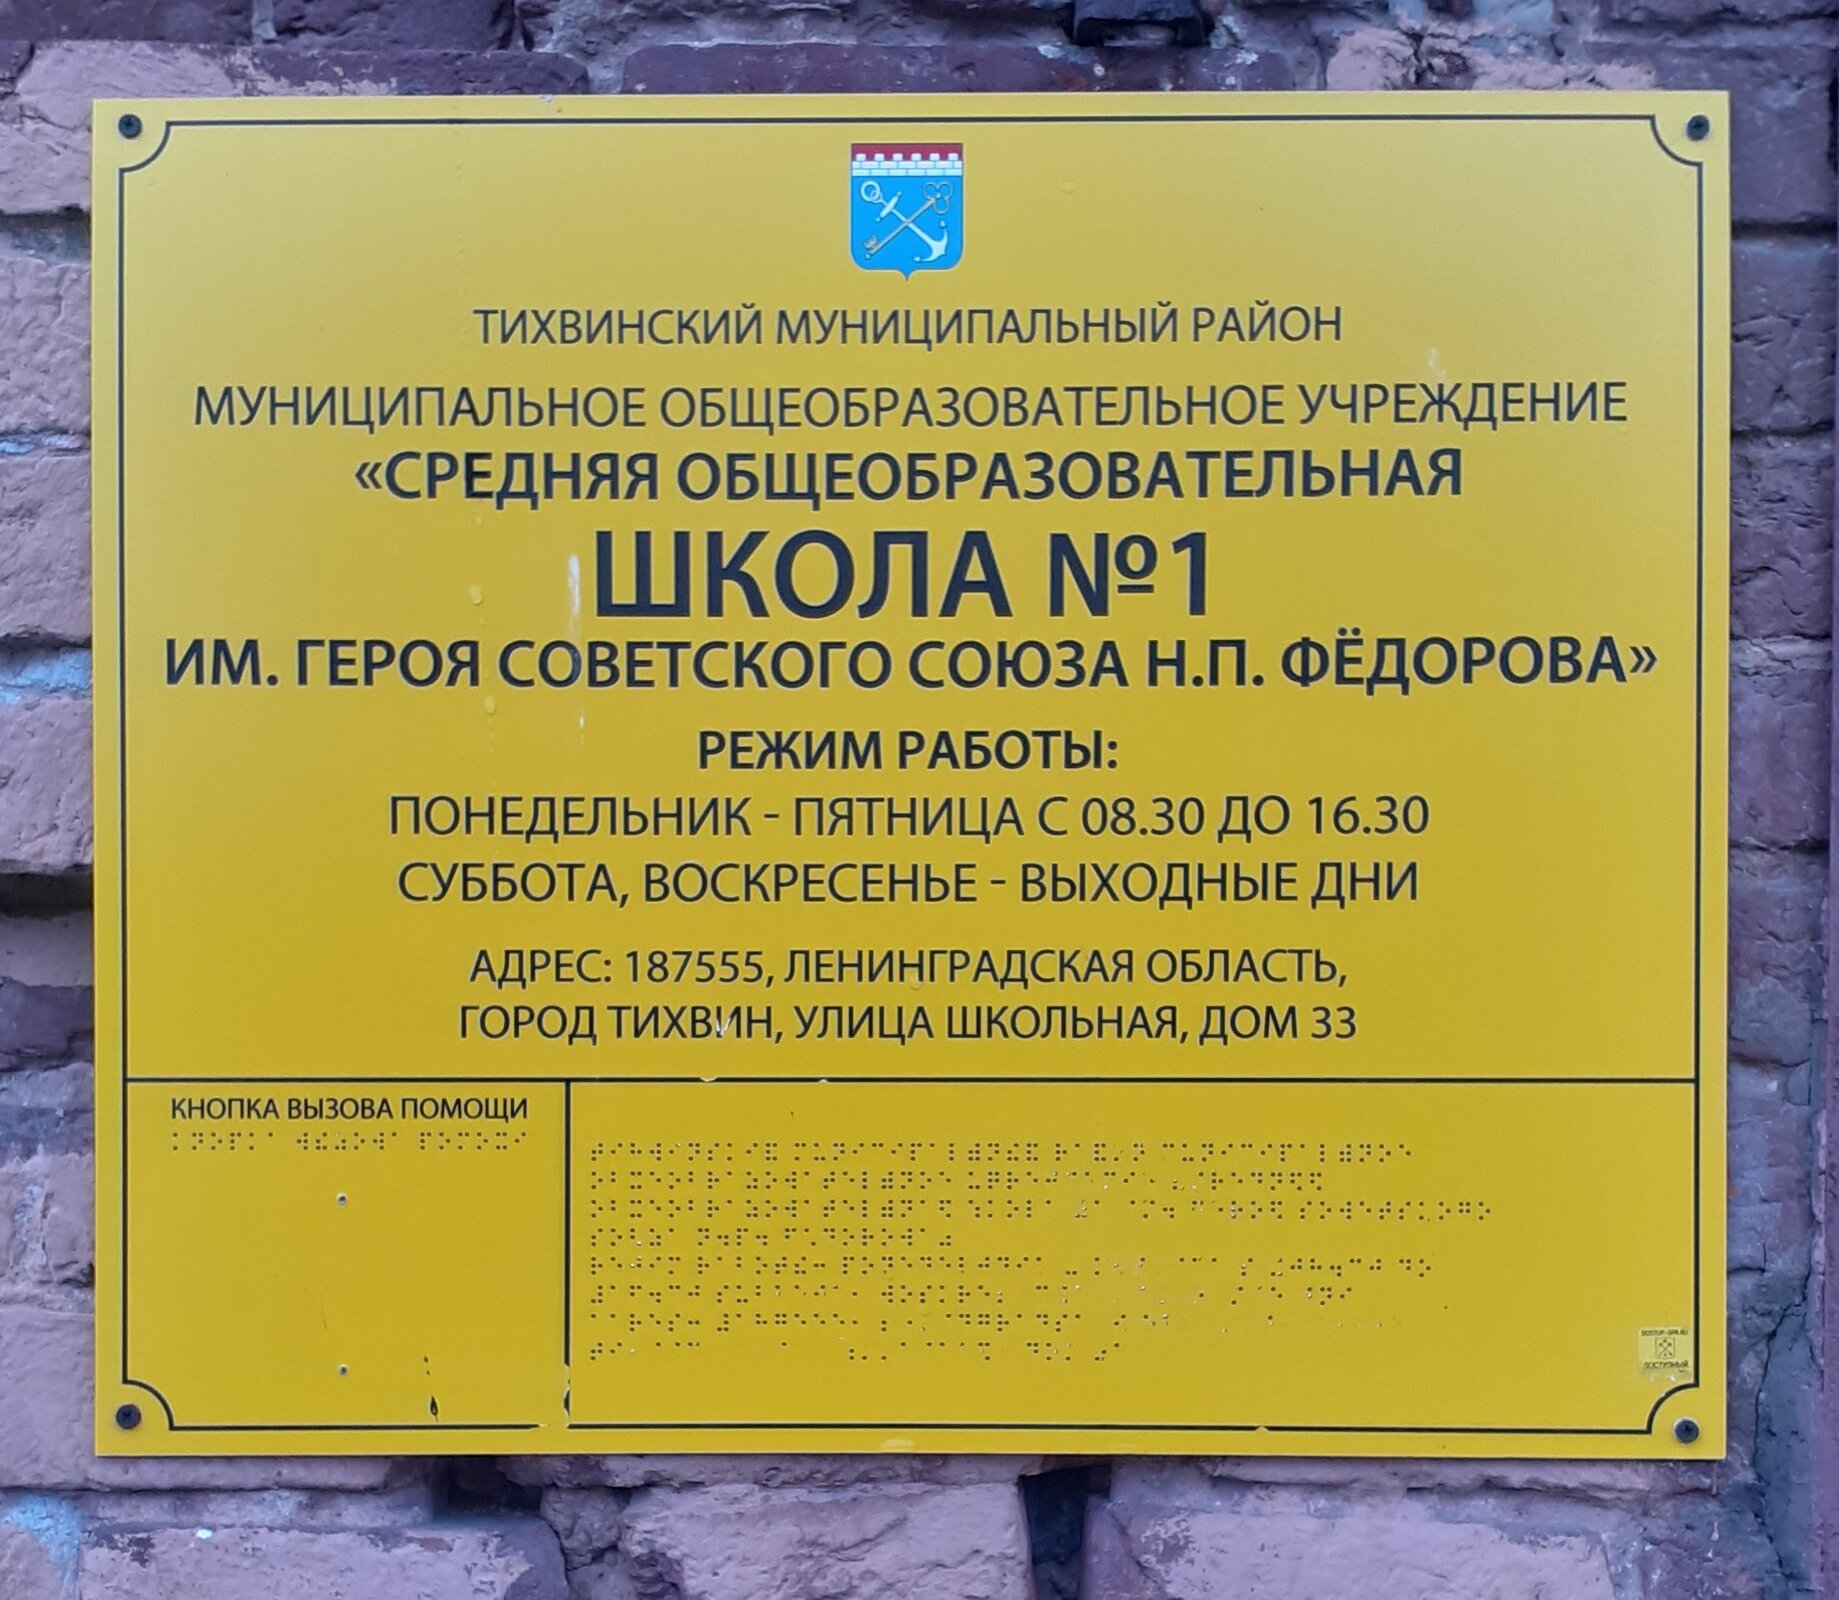 ТИХВИНСКИЙ МУНИЦИПАЛЬНЫЙ РАЙОН
МУНИЦИПАЛЬНОЕ ОБЩЕОБРАЗОВАТЕЛЬНОЕ УЧРЕЖДЕНИЕ
«СРЕДНЯЯ ОБЩЕОБРАЗОВАТЕЛЬНАЯ
ШКОЛА №1
ИМ. ГЕРОЯ СОВЕТСКОГО СОЮЗА Н.П. ФЁДОРОВА»
РЕЖИМ РАБОТЫ:
ПОНЕДЕЛЬНИК - ПЯТНИЦА С 08.30 ДО 16.30
СУББОТА, ВОСКРЕСЕНЬЕ - ВЫХОДНЫЕ ДНИ
АДРЕС: 187555, ЛЕНИНГРАДСКАЯ ОБЛАСТЬ,
ГОРОД ТИХВИН, УЛИЦА ШКОЛЬНАЯ, ДОМ 33
КНОПКА ВЫЗОВА ПОМОЩИ